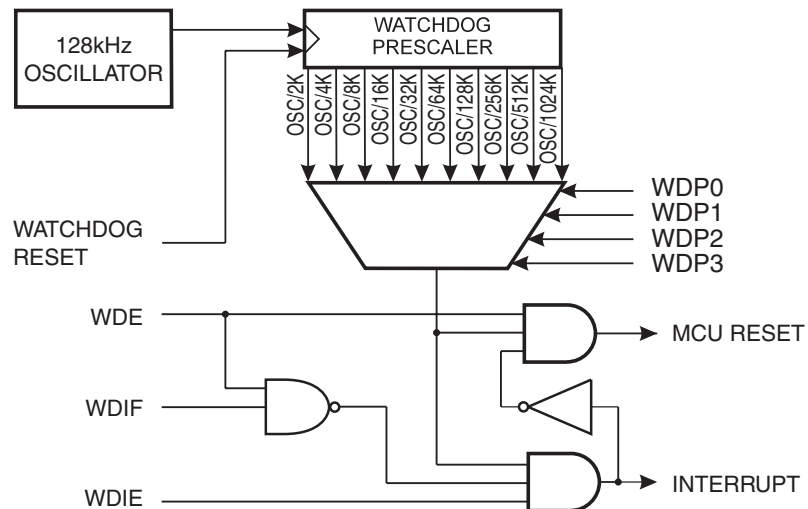 128kHz
OSCILLATOR
WATCHDOG
PRESCALER
OSC/2K
OSC/4K
OSC/8K
OSC/16K
OSC/32K
OSC/64K
OSC/128K
OSC/256K
OSC/512K
OSC/1024K
WDP0
WDP1
WDP2
WDP3
WATCHDOG
RESET
WDE
MCU RESET
WDIF
WDIE
INTERRUPT